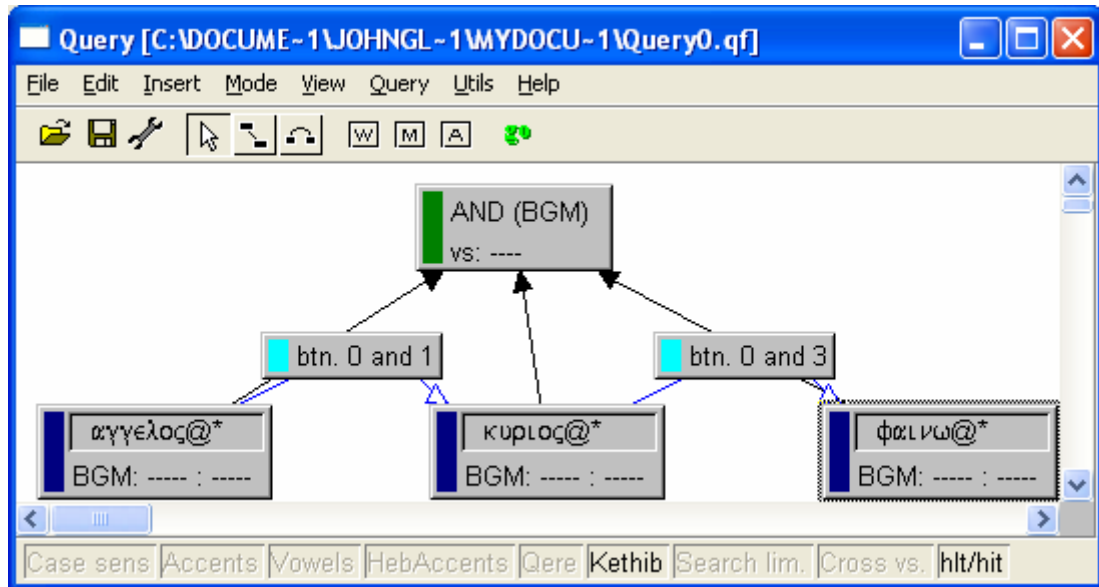 Query [C:\DOCUME~1\JOHNGL~1\MYDOCU~1\Query0.qf]
File Edit Insert Mode View Query Utils Help
W M A go
AND (BGM)
vs: ----
btn. 0 and 1 btn. 0 and 3
αγγελος@* κυριος@* φαινω@*
BGM: ----- : ----- BGM: ----- : ----- BGM: ----- : -----
Case sens Accents Vowels HebAccents Qere Kethib Search lim. Cross vs. hlt/hit